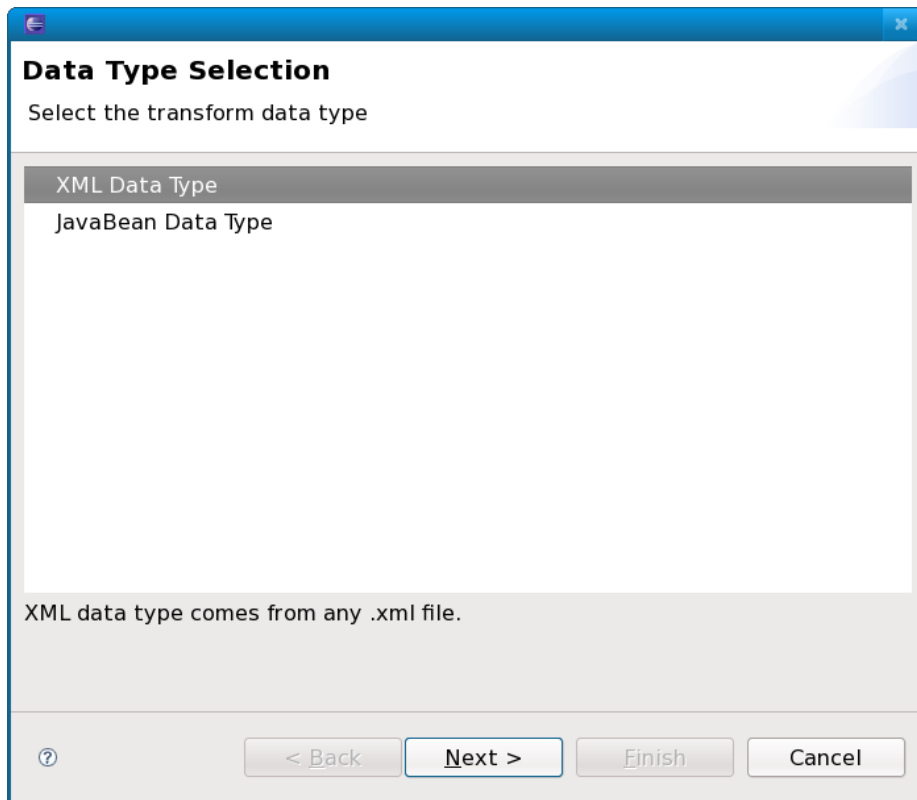 Data Type Selection
Select the transform data type
XML Data Type
JavaBean Data Type
XML data type comes from any .xml file.
< Back
Next >
Finish
Cancel